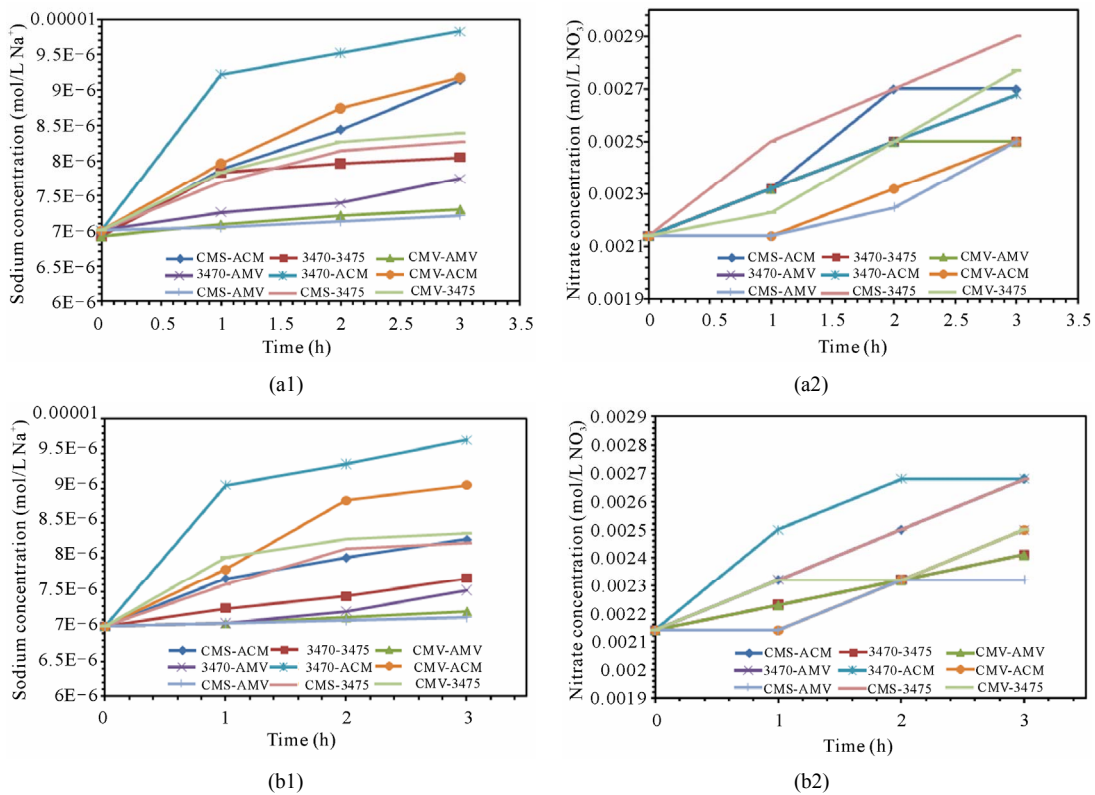 Sodium concentration (mol/L Na⁺)
0.00001
9.5E−6
9E−6
8.5E−6
8E−6
7.5E−6
7E−6
6.5E−6
6E−6
CMS-ACM 3470-3475 CMV-AMV
3470-AMV 3470-ACM CMV-ACM
CMS-AMV CMS-3475 CMV-3475
0 0.5 1 1.5 2 2.5 3 3.5
Time (h)
(a1)
Nitrate concentration (mol/L NO₃⁻)
0.0029
0.0027
0.0025
0.0023
0.0021
0.0019
CMS-ACM 3470-3475 CMV-AMV
3470-AMV 3470-ACM CMV-ACM
CMS-AMV CMS-3475 CMV-3475
0 0.5 1 1.5 2 2.5 3 3.5
Time (h)
(a2)
Sodium concentration (mol/L Na⁺)
0.00001
9.5E−6
9E−6
8.5E−6
8E−6
7.5E−6
7E−6
6.5E−6
6E−6
CMS-ACM 3470-3475 CMV-AMV
3470-AMV 3470-ACM CMV-ACM
CMS-AMV CMS-3475 CMV-3475
0 1 2 3
Time (h)
(b1)
Nitrate concentration (mol/L NO₃⁻)
0.0029
0.0028
0.0027
0.0026
0.0025
0.0024
0.0023
0.0022
0.0021
0.002
0.0019
CMS-ACM 3470-3475 CMV-AMV
3470-AMV 3470-ACM CMV-ACM
CMS-AMV CMS-3475 CMV-3475
0 1 2 3
Time (h)
(b2)